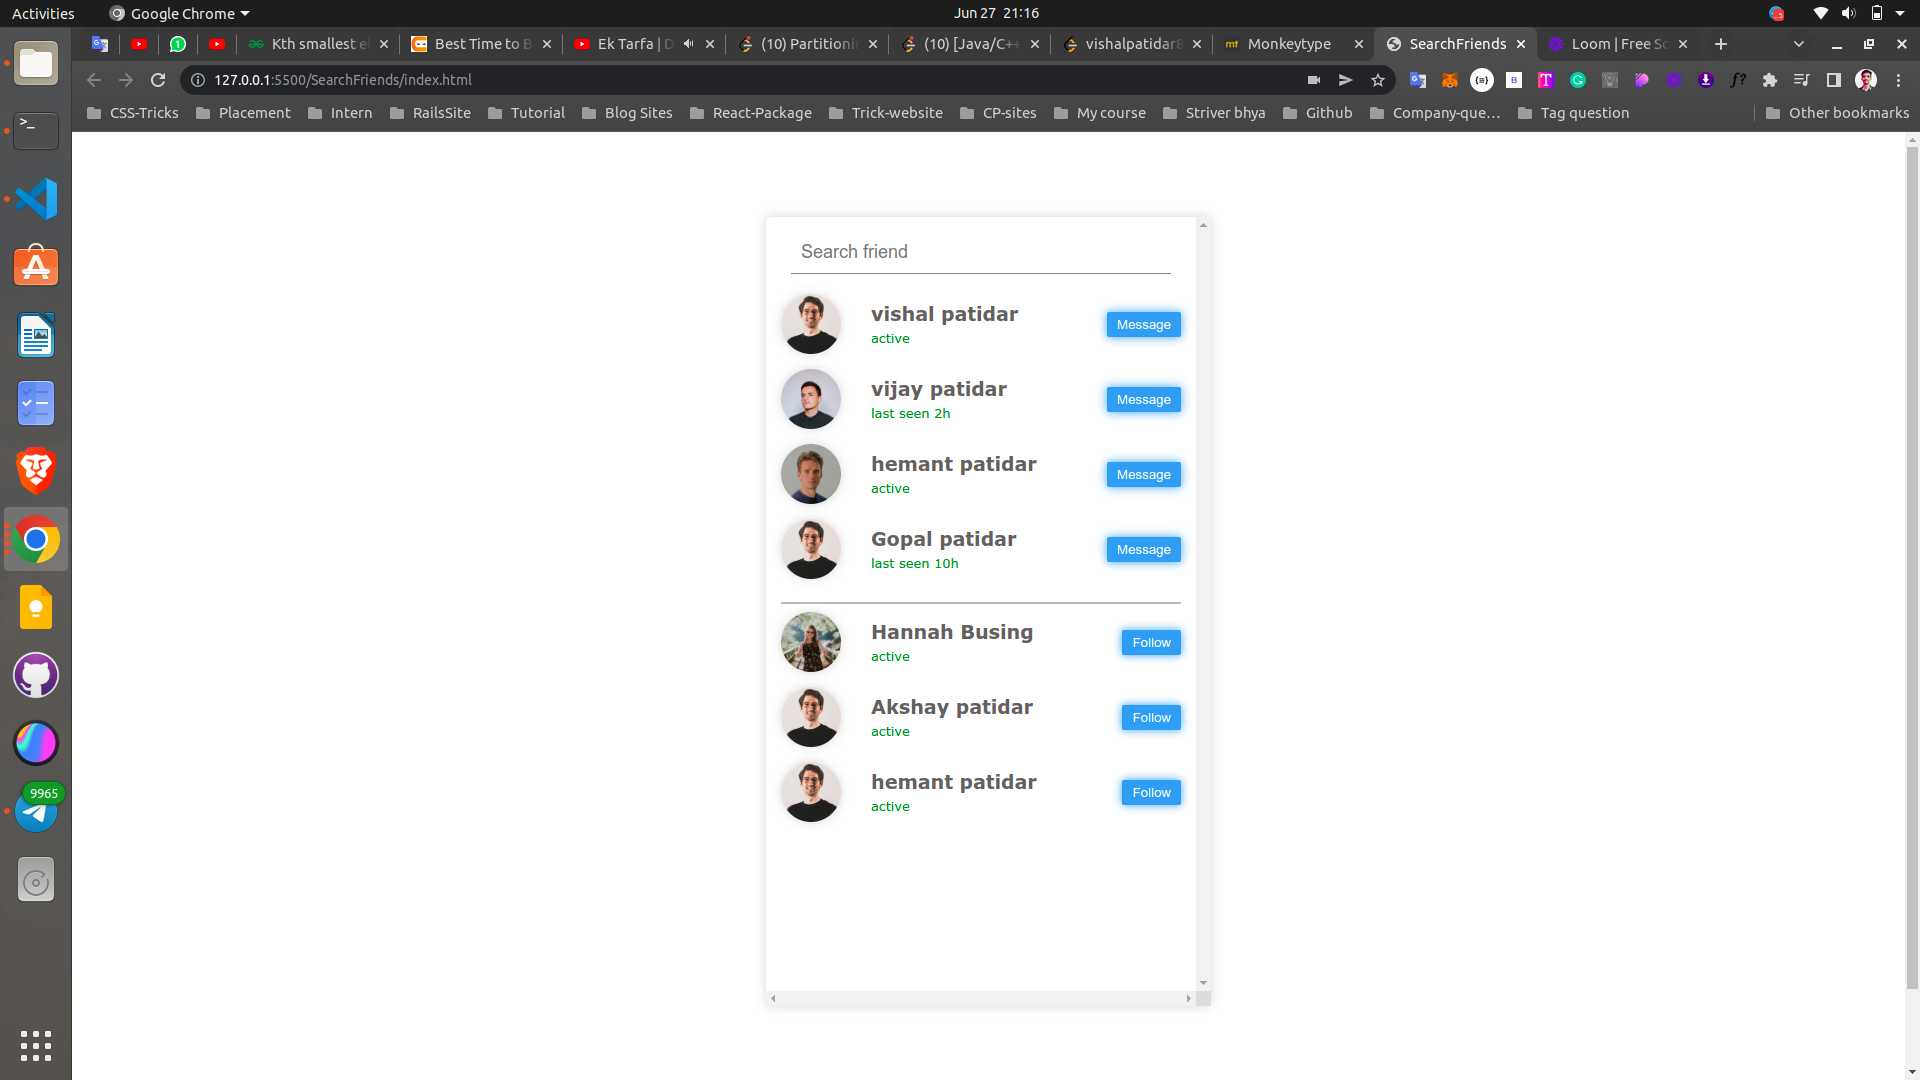 Activities
Google Chrome
Jun 27 21:16
1
Kth smallest el
Best Time to B
Ek Tarfa | D
(10) Partitionin
(10) [Java/C++
vishalpatidar8
mt
Monkeytype
SearchFriends
Loom | Free Sc
127.0.0.1:5500/SearchFriends/index.html
B
T
f?
CSS-Tricks
Placement
Intern
RailsSite
Tutorial
Blog Sites
React-Package
Trick-website
CP-sites
My course
Striver bhya
Github
Company-que...
Tag question
Other bookmarks
>_
9965
Search friend
vishal patidar
active
Message
vijay patidar
last seen 2h
Message
hemant patidar
active
Message
Gopal patidar
last seen 10h
Message
Hannah Busing
active
Follow
Akshay patidar
active
Follow
hemant patidar
active
Follow